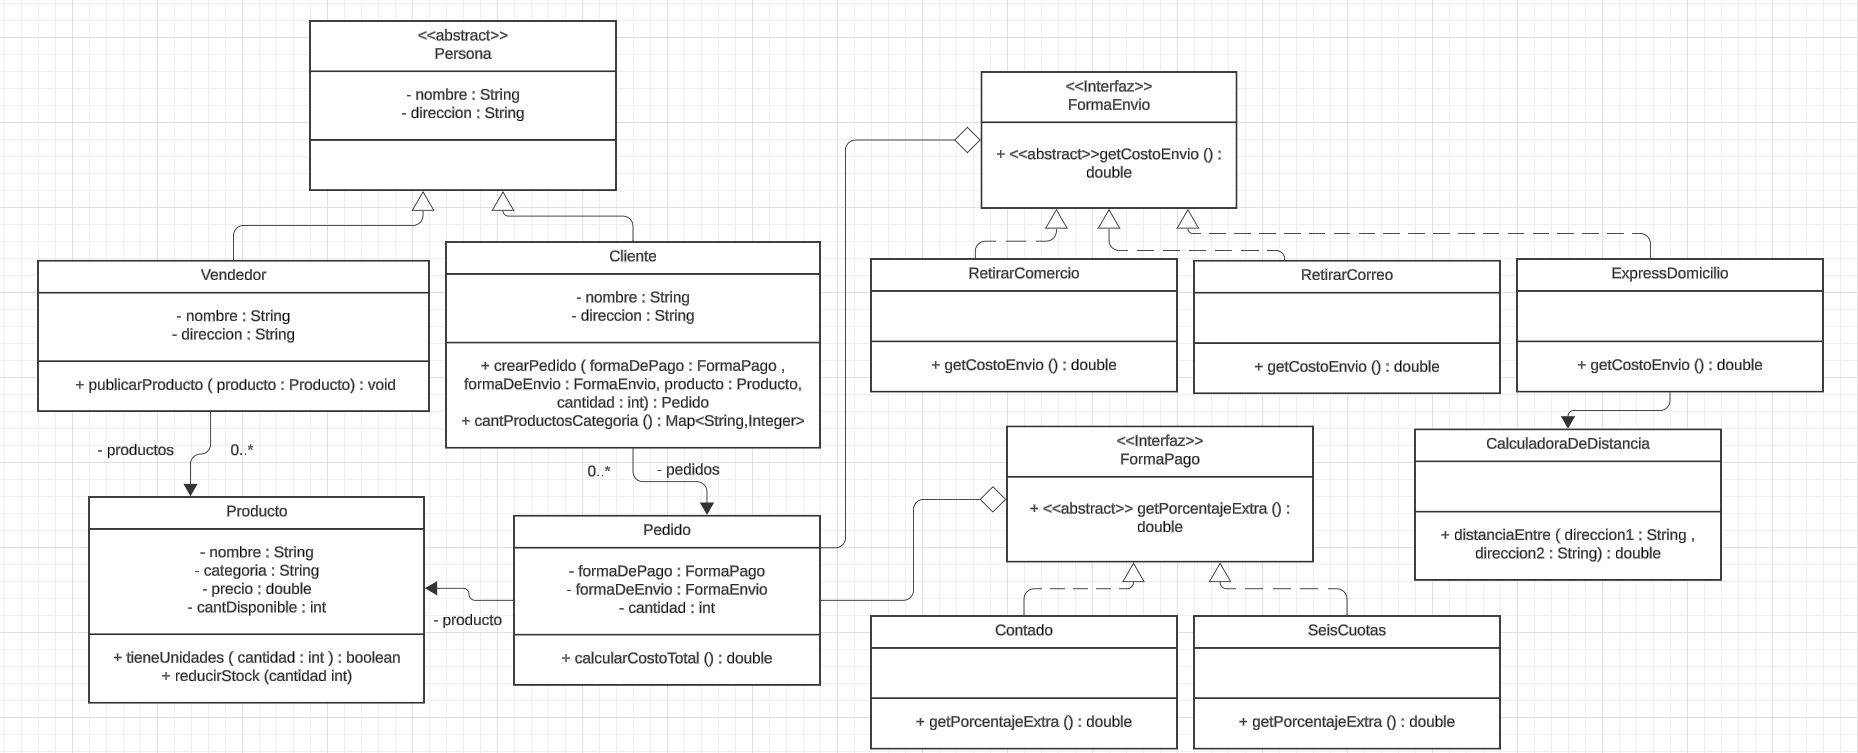 <<abstract>>
Persona
- nombre : String
- direccion : String
<<Interfaz>>
FormaEnvio
+ <<abstract>>getCostoEnvio () :
double
Vendedor
- nombre : String
- direccion : String
+ publicarProducto ( producto : Producto) : void
Cliente
- nombre : String
- direccion : String
+ crearPedido ( formaDePago : FormaPago ,
formaDeEnvio : FormaEnvio, producto : Producto,
cantidad : int) : Pedido
+ cantProductosCategoria () : Map<String,Integer>
RetirarComercio
+ getCostoEnvio () : double
RetirarCorreo
+ getCostoEnvio () : double
ExpressDomicilio
+ getCostoEnvio () : double
- productos
0..*
0..*
- pedidos
<<Interfaz>>
FormaPago
+ <<abstract>> getPorcentajeExtra () :
double
CalculadoraDeDistancia
+ distanciaEntre ( direccion1 : String ,
direccion2 : String) : double
Producto
- nombre : String
- categoria : String
- precio : double
- cantDisponible : int
+ tieneUnidades ( cantidad : int ) : boolean
+ reducirStock (cantidad int)
- producto
Pedido
- formaDePago : FormaPago
- formaDeEnvio : FormaEnvio
- cantidad : int
+ calcularCostoTotal () : double
Contado
+ getPorcentajeExtra () : double
SeisCuotas
+ getPorcentajeExtra () : double